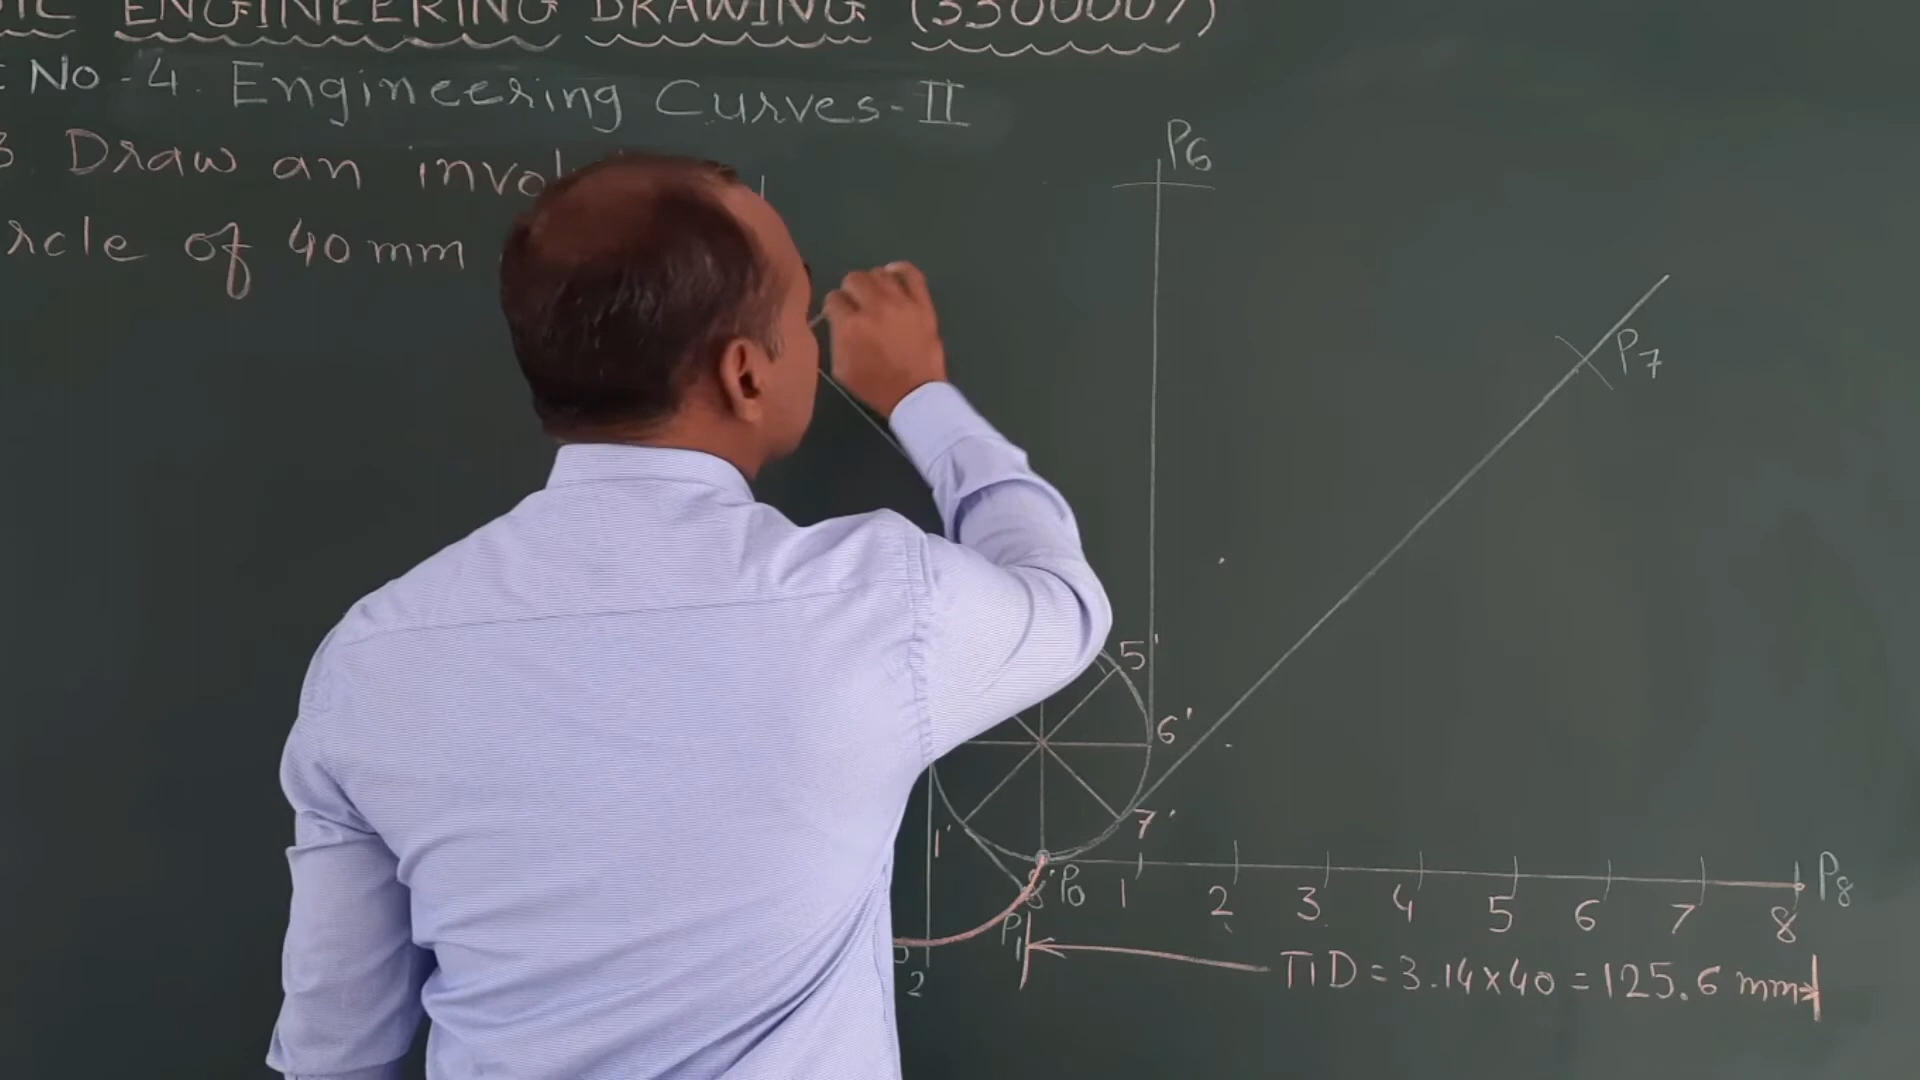 ENGINEERING DRAWING (3300007)
No-4. Engineering Curves-II
3 Draw an
of 40 mm
P6
P7
5'
6'
7'
1'
8' P0 1 2 3 4 5 6 7 8 P8
P1
2
πD = 3.14×40 = 125.6 mm